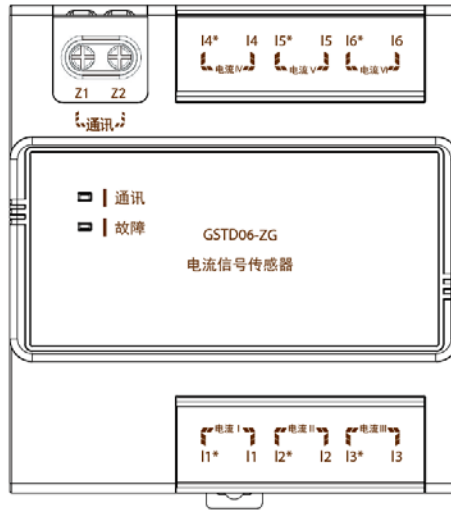 I4* I4 I5* I5 I6* I6
电流IV 电流V 电流VI
Z1 Z2
通讯
通讯
故障
GSTD06-ZG
电流信号传感器
电流I 电流II 电流III
I1* I1 I2* I2 I3* I3